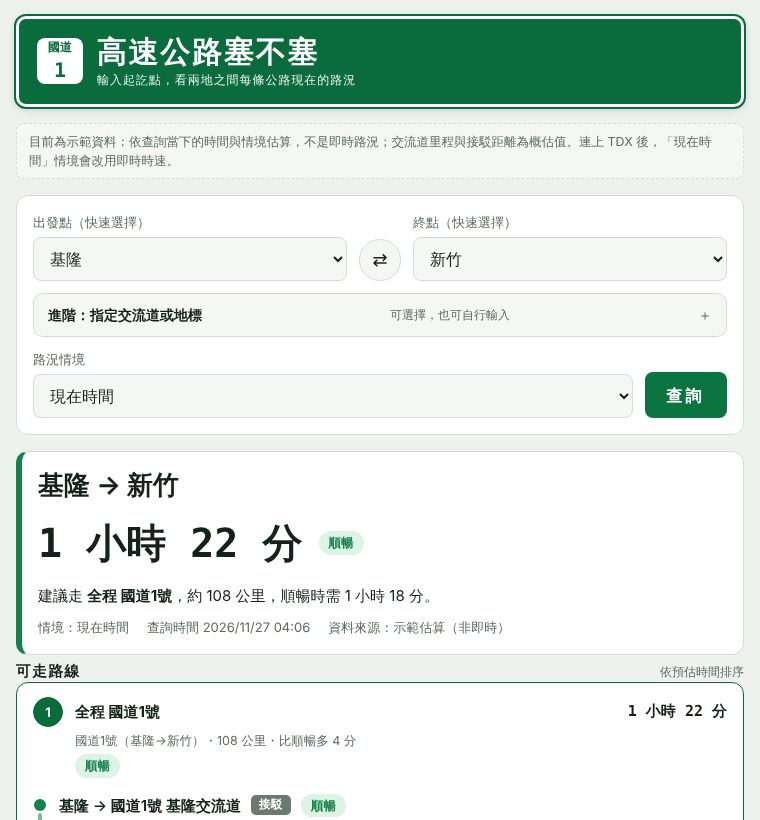 國道
1
高速公路塞不塞
輸入起訖點，看兩地之間每條公路現在的路況
目前為示範資料：依查詢當下的時間與情境估算，不是即時路況；交流道里程與接駁距離為概估值。連上 TDX 後，「現在時
間」情境會改用即時時速。
出發點（快速選擇）
終點（快速選擇）
基隆
⇄
新竹
進階：指定交流道或地標
可選擇，也可自行輸入
+
路況情境
現在時間
查詢
基隆 → 新竹
1 小時 22 分
順暢
建議走 全程 國道1號，約 108 公里，順暢時需 1 小時 18 分。
情境：現在時間 查詢時間 2026/11/27 04:06 資料來源：示範估算（非即時）
可走路線
依預估時間排序
1
全程 國道1號
1 小時 22 分
國道1號（基隆→新竹）· 108 公里 · 比順暢多 4 分
順暢
基隆 → 國道1號 基隆交流道
接駁
順暢